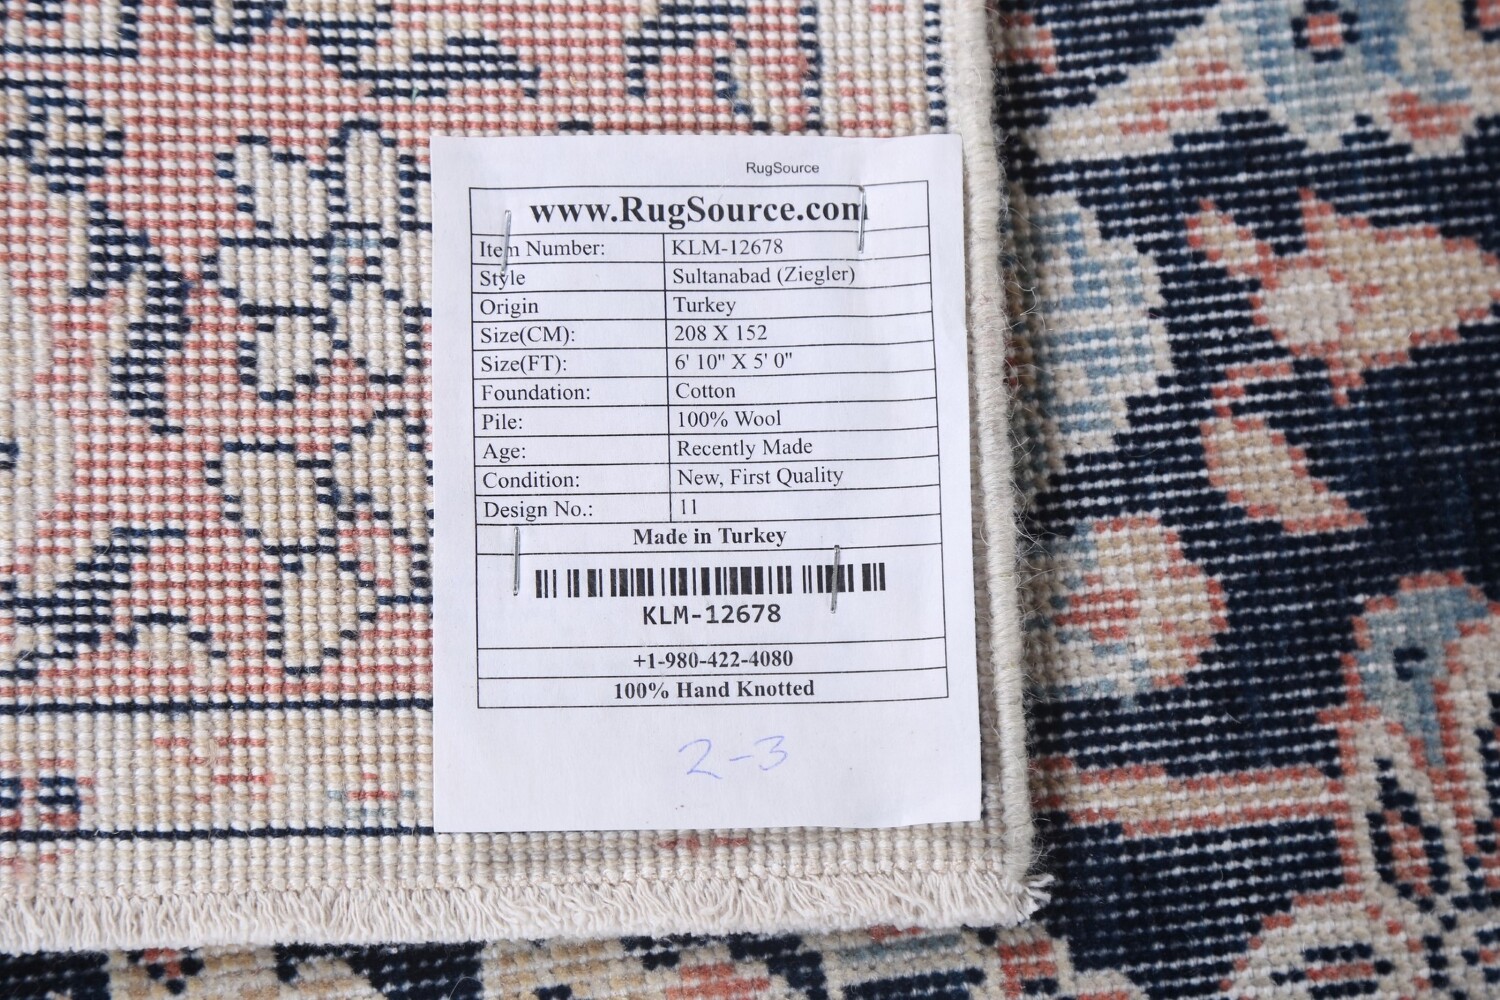 RugSource
www.RugSource.com
Item Number: KLM-12678
Style Sultanabad (Ziegler)
Origin Turkey
Size(CM): 208 X 152
Size(FT): 6' 10" X 5' 0"
Foundation: Cotton
Pile: 100% Wool
Age: Recently Made
Condition: New, First Quality
Design No.: 11
Made in Turkey
KLM-12678
+1-980-422-4080
100% Hand Knotted
2-3